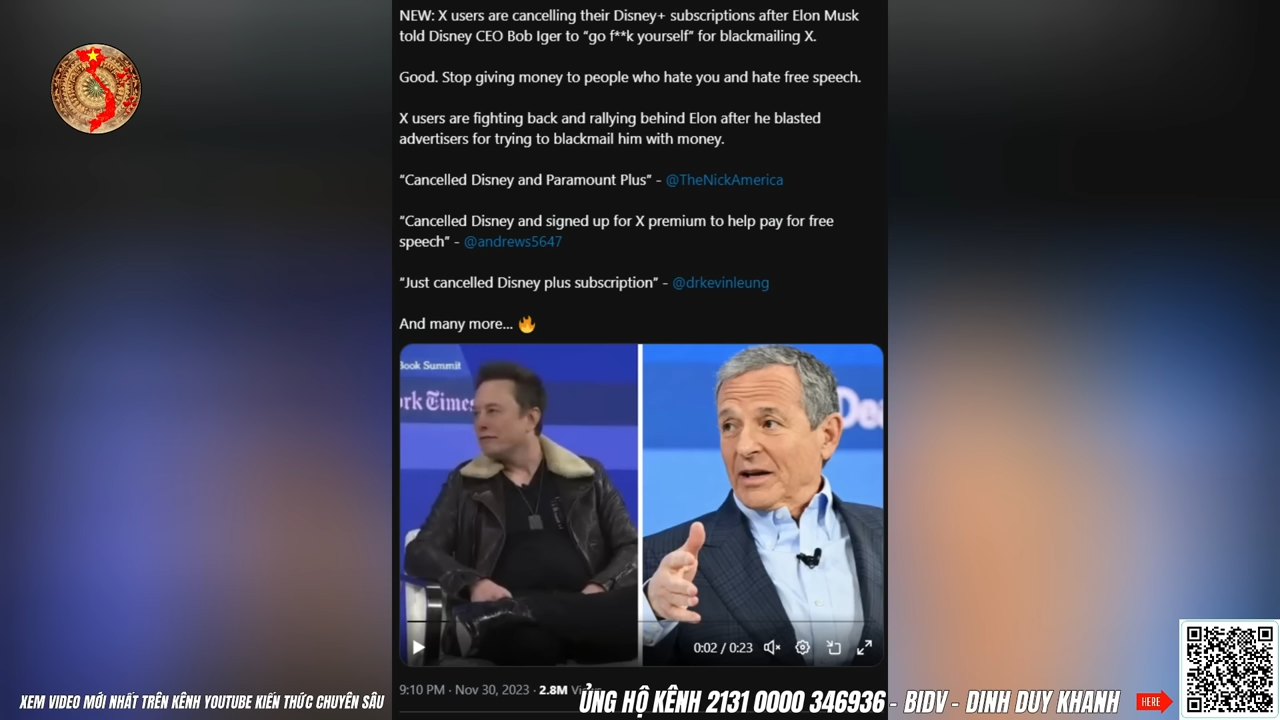 NEW: X users are cancelling their Disney+ subscriptions after Elon Musk
told Disney CEO Bob Iger to “go f**k yourself” for blackmailing X.
Good. Stop giving money to people who hate you and hate free speech.
X users are fighting back and rallying behind Elon after he blasted
advertisers for trying to blackmail him with money.
“Cancelled Disney and Paramount Plus” - @TheNickAmerica
“Cancelled Disney and signed up for X premium to help pay for free
speech” - @andrews5647
“Just cancelled Disney plus subscription” - @drkevinleung
And many more... 🔥
Book Summit
ork Times
Dea
0:02 / 0:23
9:10 PM · Nov 30, 2023 · 2.8M
XEM VIDEO MỚI NHẤT TRÊN KÊNH YOUTUBE KIẾN THỨC CHUYÊN SÂU
ỦNG HỘ KÊNH 2131 0000 346936 - BIDV - DINH DUY KHANH
HERE